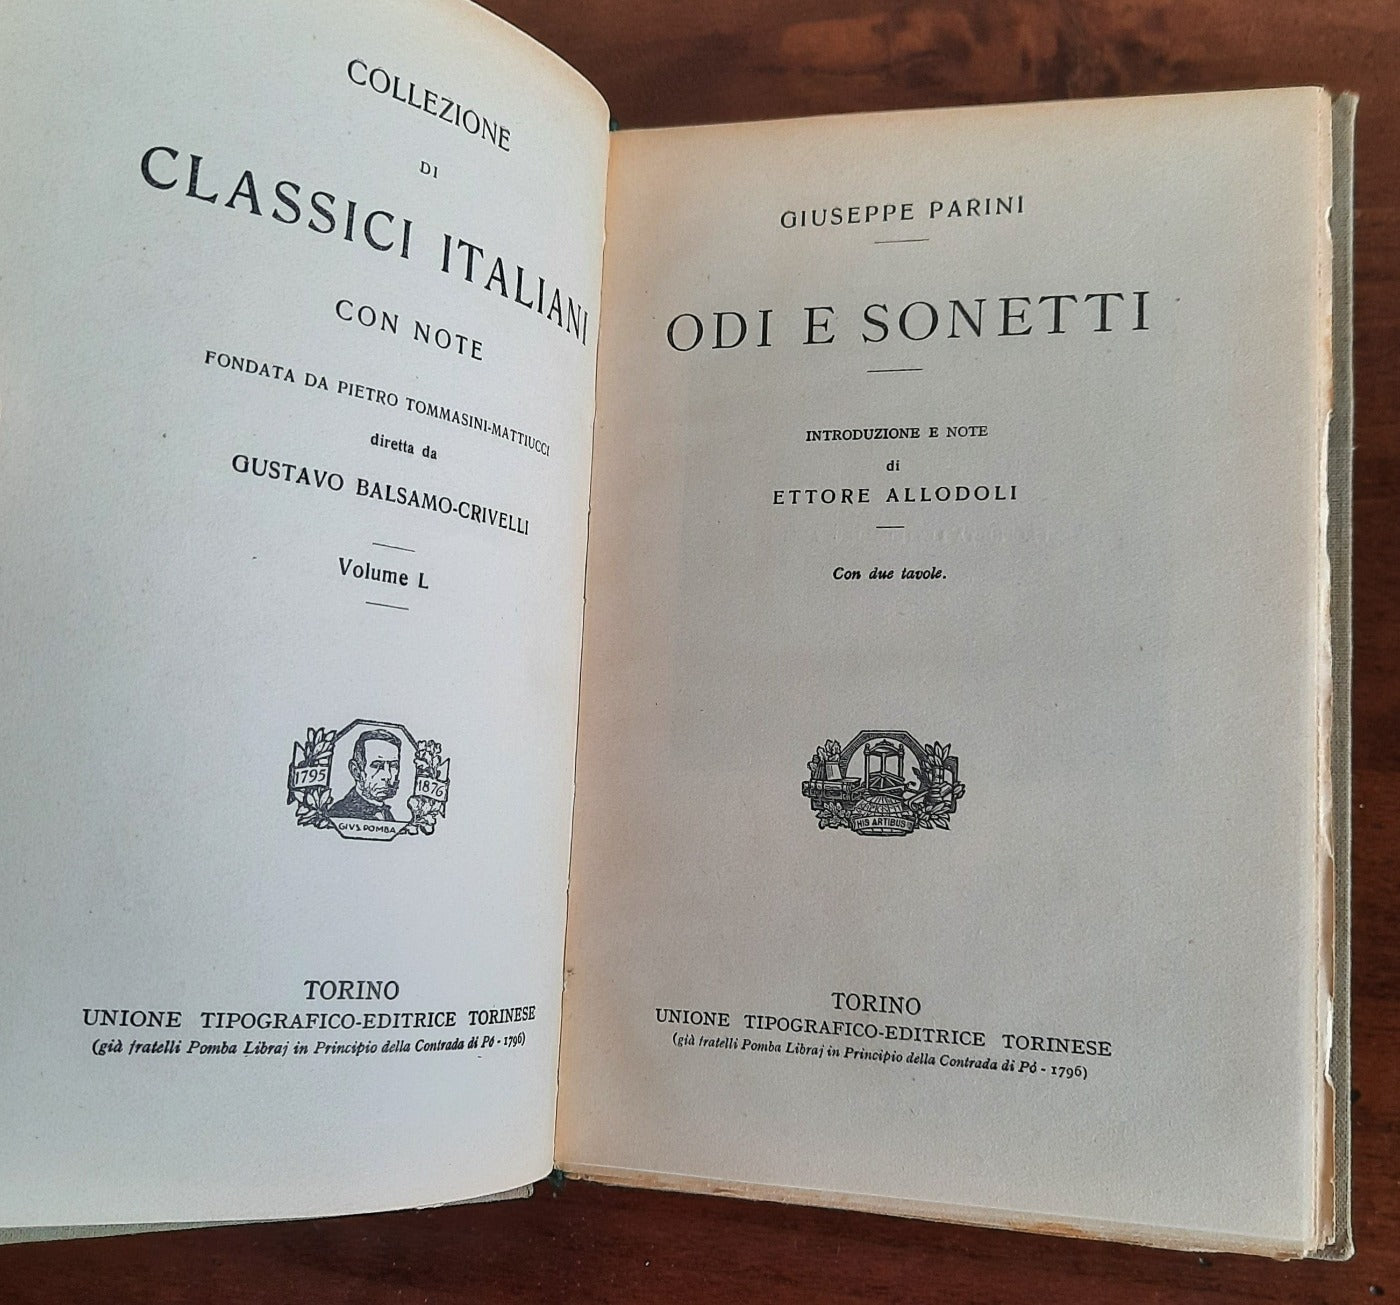 COLLEZIONE
DI
CLASSICI ITALIANI
CON NOTE
FONDATA DA PIETRO TOMMASINI-MATTIUCCI
diretta da
GUSTAVO BALSAMO-CRIVELLI
Volume L
1795
1876
GIVS. POMBA
TORINO
UNIONE TIPOGRAFICO-EDITRICE TORINESE
(già fratelli Pomba Libraj in Principio della Contrada di Pó - 1796)
GIUSEPPE PARINI
ODI E SONETTI
INTRODUZIONE E NOTE
di
ETTORE ALLODOLI
Con due tavole.
HIS ARTIBUS
TORINO
UNIONE TIPOGRAFICO-EDITRICE TORINESE
(già fratelli Pomba Libraj in Principio della Contrada di Pó - 1796)